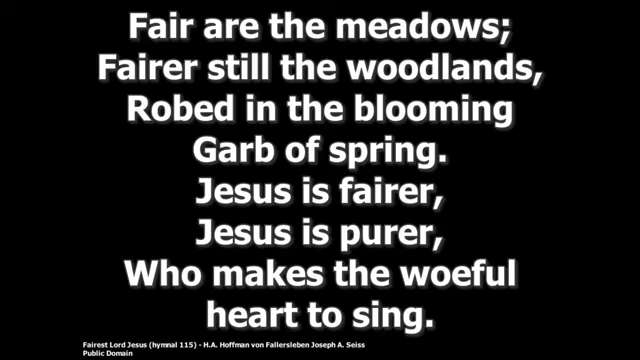 Fair are the meadows;
Fairer still the woodlands,
Robed in the blooming
Garb of spring.
Jesus is fairer,
Jesus is purer,
Who makes the woeful
heart to sing.
Fairest Lord Jesus (hymnal 115) - H.A. Hoffman von Fallersleben Joseph A. Seiss
Public Domain